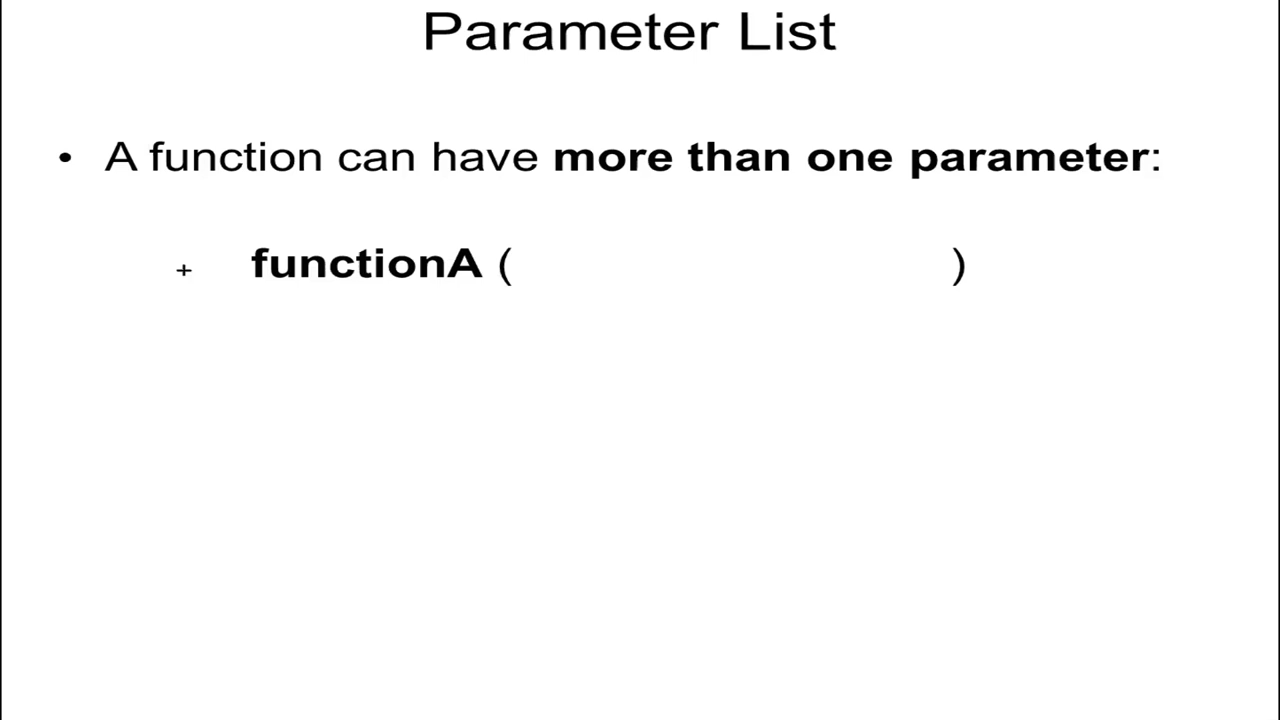 Parameter List
• A function can have more than one parameter:
+ functionA ( )